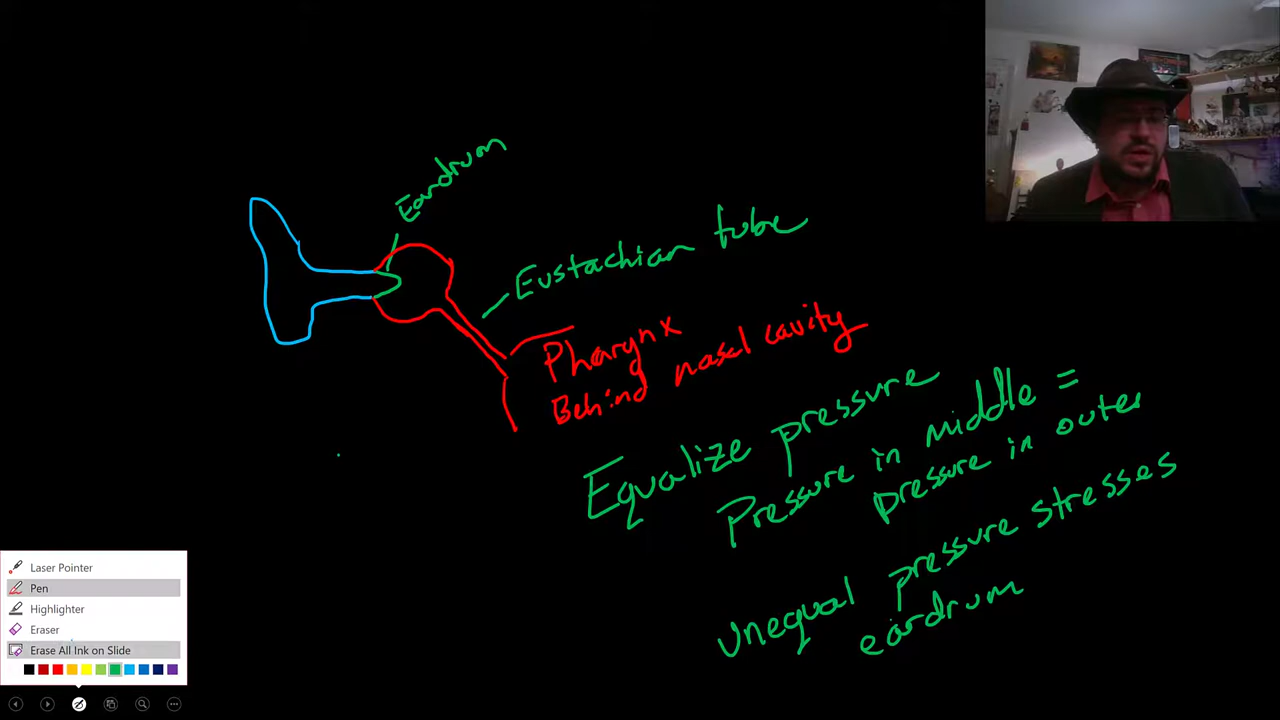 Eardrum
Eustachian tube
Pharynx
Behind nasal cavity
Equalize pressure
Pressure in middle =
pressure in outer
Unequal pressure stresses
eardrum
Laser Pointer
Pen
Highlighter
Eraser
Erase All Ink on Slide